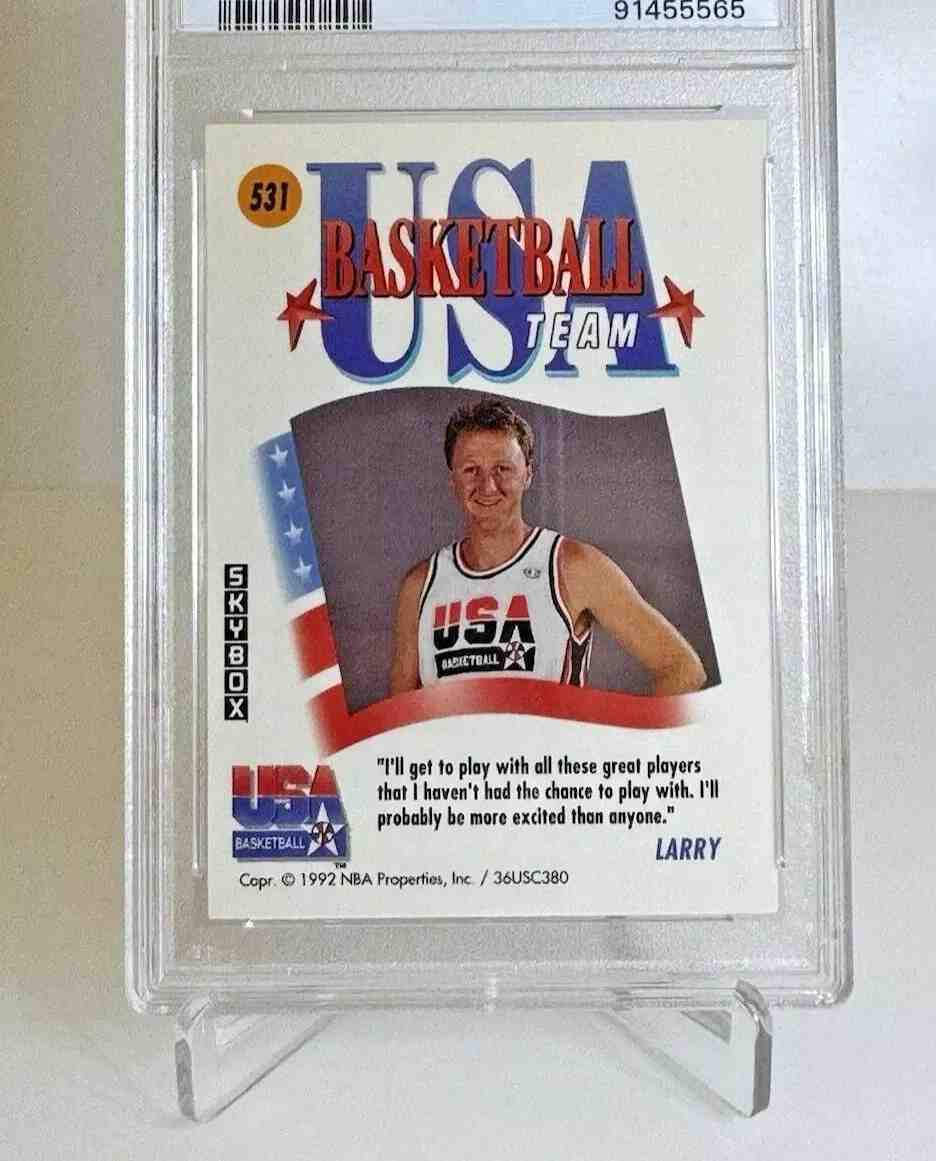 91455565
531
USA
BASKETBALL
TEAM
USA
BASKETBALL
SKYBOX
"I'll get to play with all these great players
that I haven't had the chance to play with. I'll
probably be more excited than anyone."
LARRY
USA
BASKETBALL
TM
Copr. © 1992 NBA Properties, Inc. / 36USC380